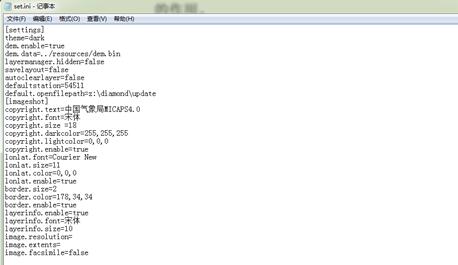 的作用。
set.ini - 记事本
文件(F) 编辑(E) 格式(O) 查看(V) 帮助(H)
[settings]
theme=dark
dem.enable=true
dem.data=../resources/dem.bin
layermanager.hidden=false
savelayout=false
autoclearlayer=false
defaultstation=54511
default.openfilepath=z:\diamond\update
[imageshot]
copyright.text=中国气象局MICAPS4.0
copyright.font=宋体
copyright.size =18
copyright.darkcolor=255,255,255
copyright.lightcolor=0,0,0
copyright.enable=true
lonlat.font=Courier New
lonlat.size=11
lonlat.color=0,0,0
lonlat.enable=true
border.size=2
border.color=178,34,34
border.enable=true
layerinfo.enable=true
layerinfo.font=宋体
layerinfo.size=10
image.resolution=
image.extents=
image.facsimile=false